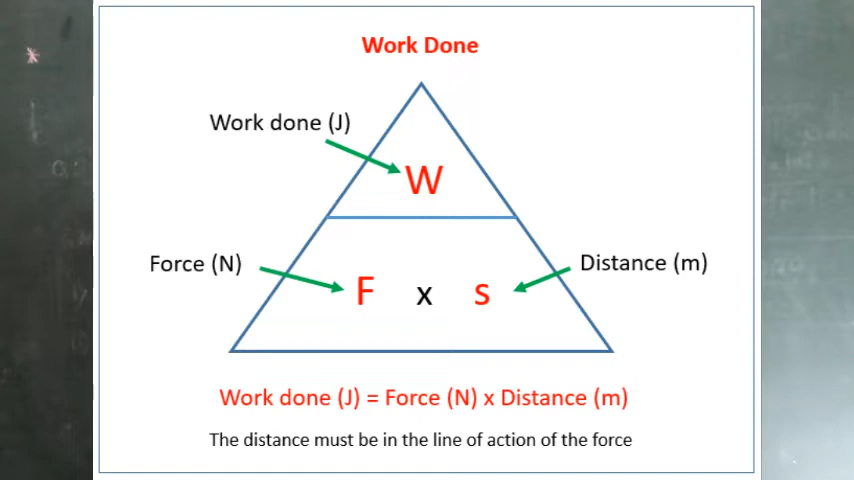 Work Done
Work done (J)
W
Force (N)
Distance (m)
F x s
Work done (J) = Force (N) x Distance (m)
The distance must be in the line of action of the force